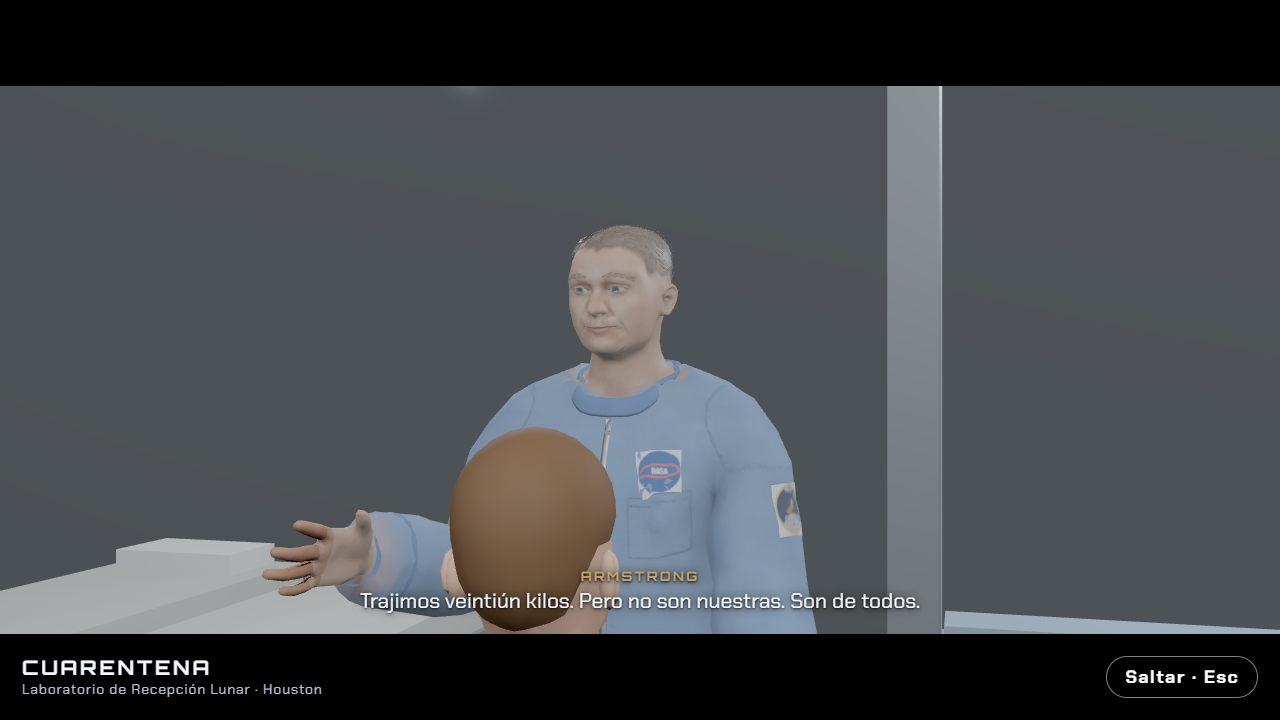 NASA
ARMSTRONG
Trajimos veintiún kilos. Pero no son nuestras. Son de todos.
CUARENTENA
Laboratorio de Recepción Lunar · Houston
Saltar · Esc